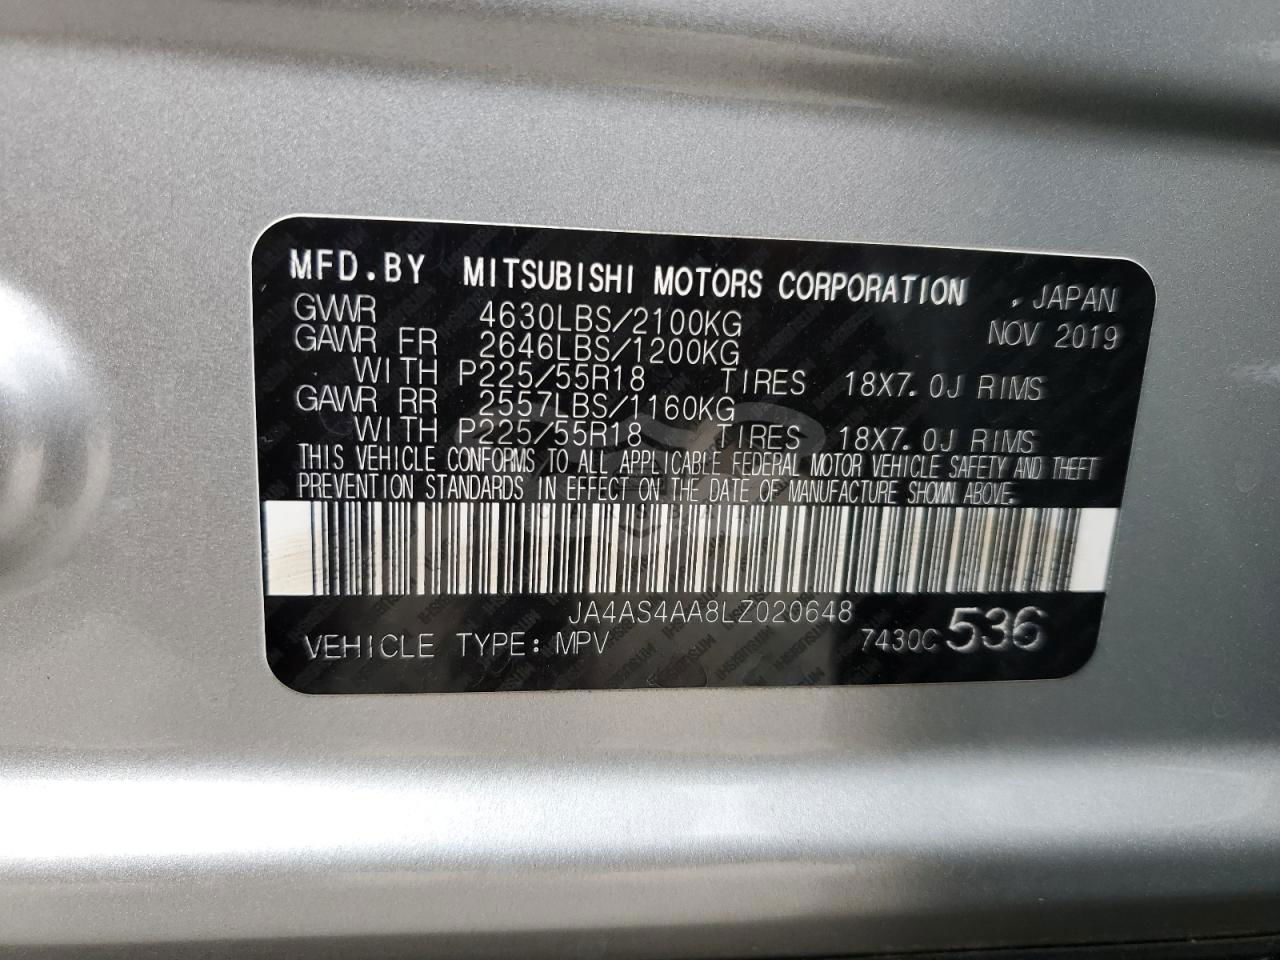 MFD.BY MITSUBISHI MOTORS CORPORATION . JAPAN
GVWR 4630LBS/2100KG NOV 2019
GAWR FR 2646LBS/1200KG
WITH P225/55R18 TIRES 18X7.0J RIMS
GAWR RR 2557LBS/1160KG
WITH P225/55R18 TIRES 18X7.0J RIMS
THIS VEHICLE CONFORMS TO ALL APPLICABLE FEDERAL MOTOR VEHICLE SAFETY AND THEFT
PREVENTION STANDARDS IN EFFECT ON THE DATE OF MANUFACTURE SHOWN ABOVE.
JA4AS4AA8LZ020648
VEHICLE TYPE: MPV 7430C 536